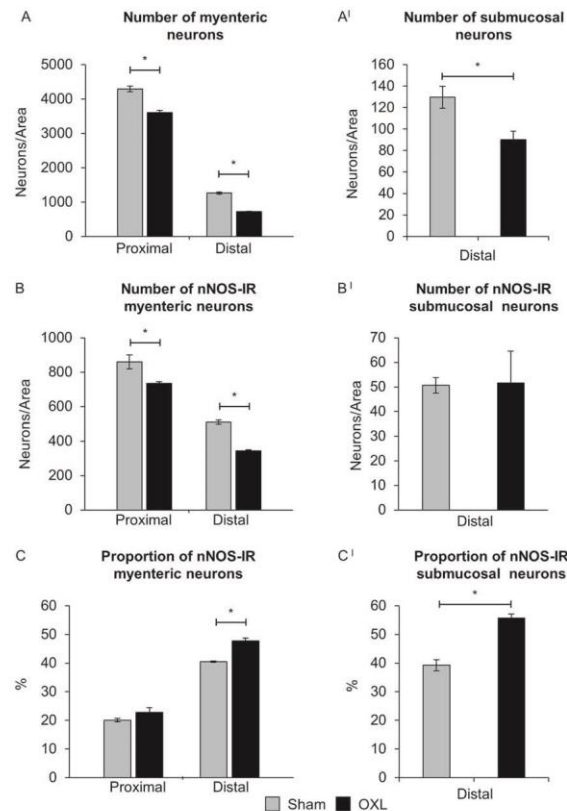 A
Number of myenteric
neurons
Neurons/Area
5000
4000
3000
2000
1000
0
*
*
Proximal
Distal
Aᴵ
Number of submucosal
neurons
Neurons/Area
160
140
120
100
80
60
40
20
0
*
Distal
B
Number of nNOS-IR
myenteric neurons
Neurons/Area
1000
800
600
400
200
0
*
*
Proximal
Distal
Bᴵ
Number of nNOS-IR
submucosal neurons
Neurons/Area
70
60
50
40
30
20
10
0
Distal
C
Proportion of nNOS-IR
myenteric neurons
%
60
50
40
30
20
10
0
*
Proximal
Distal
Cᴵ
Proportion of nNOS-IR
submucosal neurons
%
60
50
40
30
20
10
0
*
Distal
Sham OXL